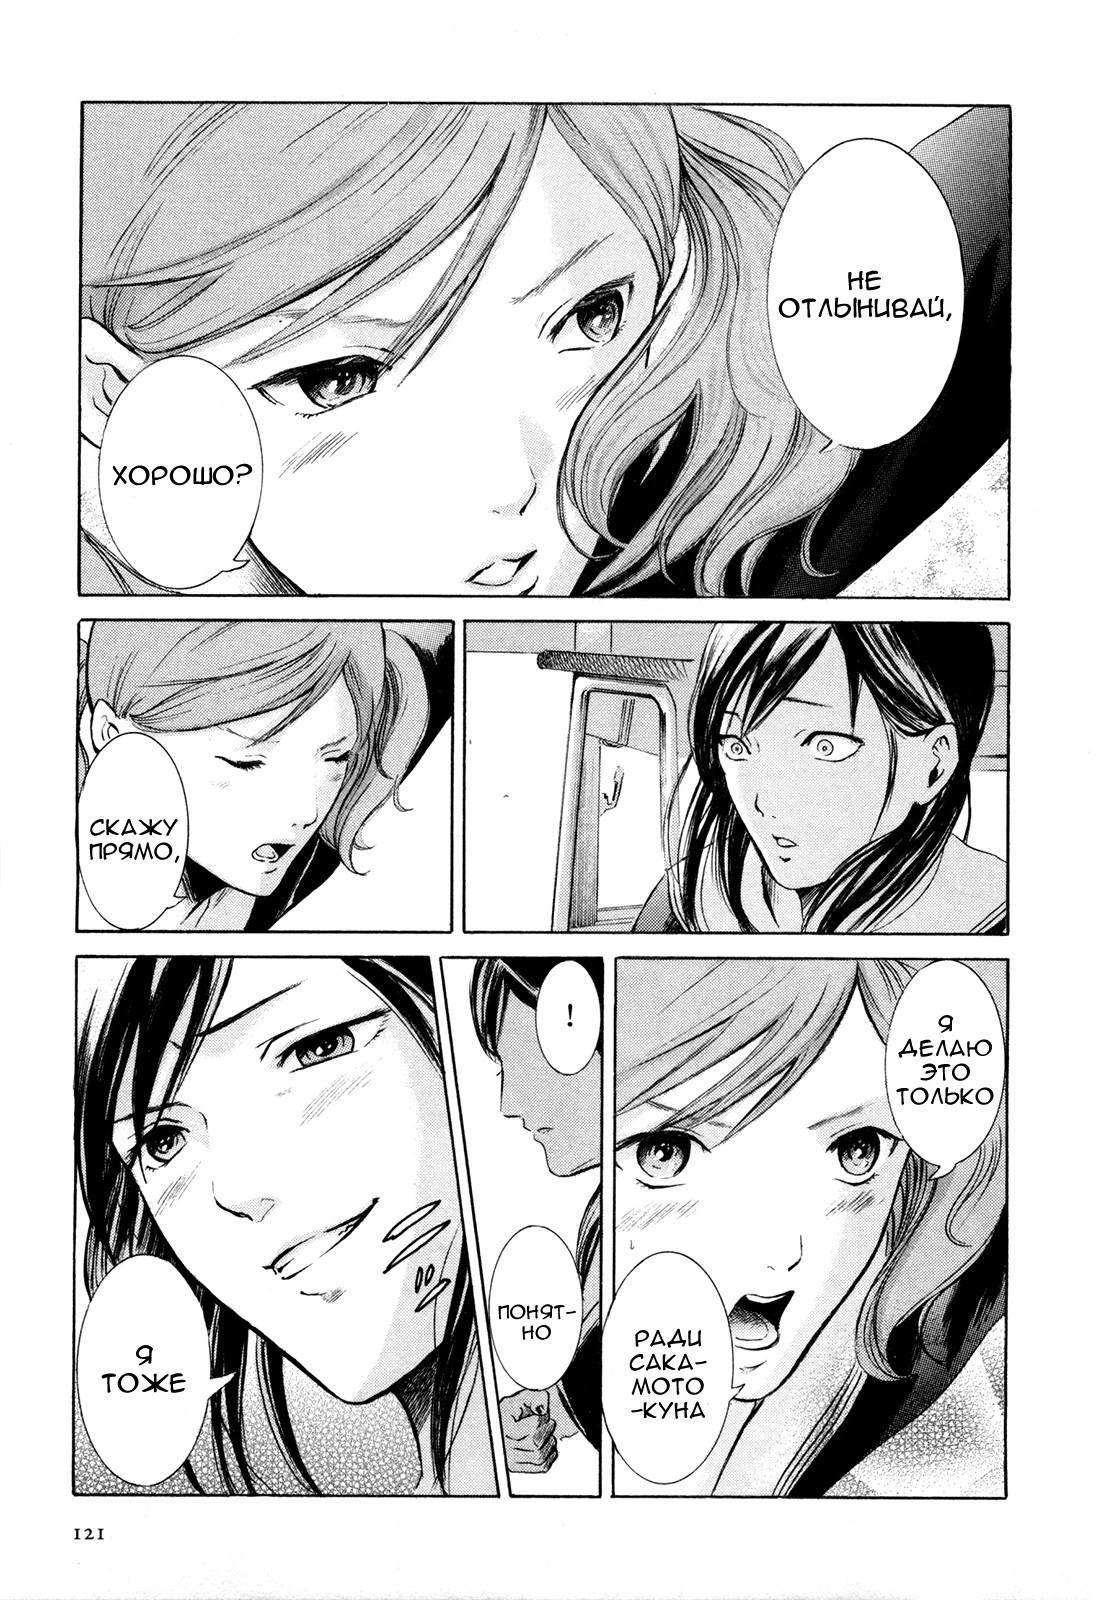 НЕ
ОТЛЫНИВАЙ,
ХОРОШО?
СКАЖУ
ПРЯМО,
Я
ДЕЛАЮ
ЭТО
ТОЛЬКО
РАДИ
САКА-
МОТО
-КУНА
!
ПОНЯТ-
НО
Я
ТОЖЕ
121